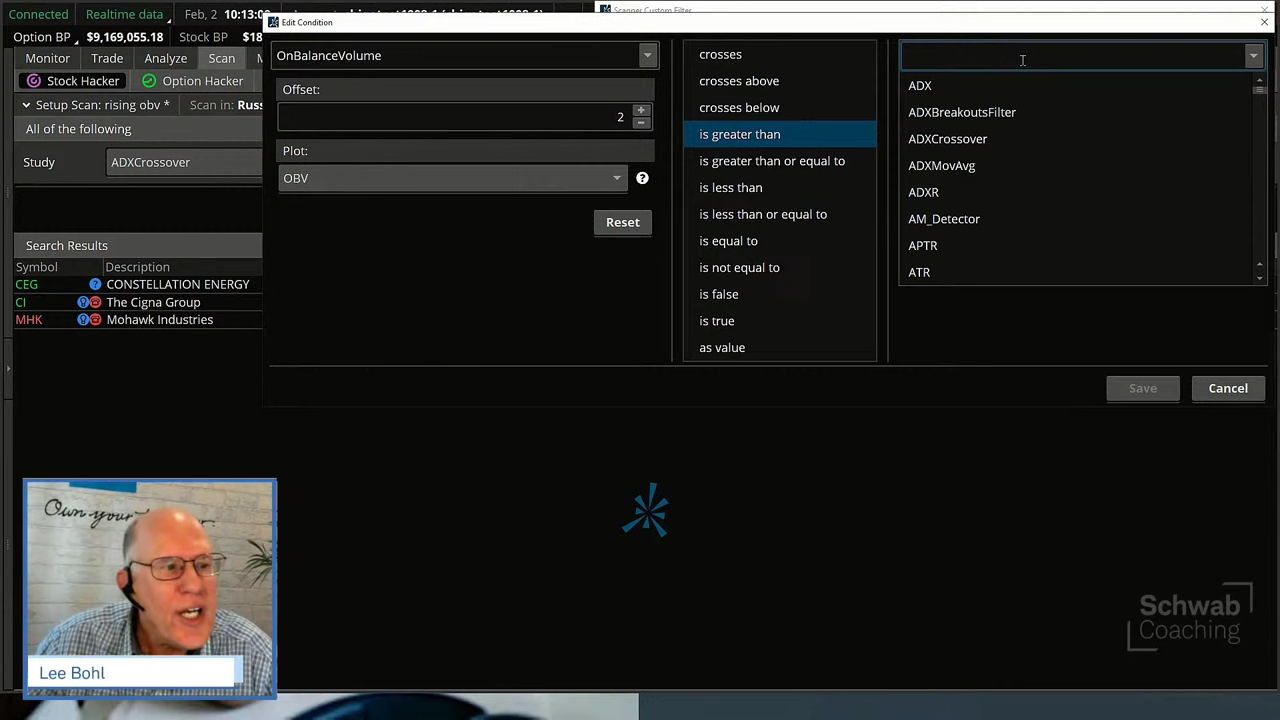 Connected
Realtime data
Feb, 2 10:13:0
Option BP
$9,169,055.18
Stock BP
$18
Monitor
Trade
Analyze
Scan
Stock Hacker
Option Hacker
Setup Scan: rising obv *
Scan in: Russ
All of the following
Study
ADXCrossover
Search Results
Symbol
Description
CEG
CONSTELLATION ENERGY
CI
The Cigna Group
MHK
Mohawk Industries
Scanner Custom Filter
Edit Condition
OnBalanceVolume
Offset:
2
Plot:
OBV
Reset
crosses
crosses above
crosses below
is greater than
is greater than or equal to
is less than
is less than or equal to
is equal to
is not equal to
is false
is true
as value
ADX
ADXBreakoutsFilter
ADXCrossover
ADXMovAvg
ADXR
AM_Detector
APTR
ATR
Save
Cancel
Own your
Lee Bohl
Schwab
Coaching